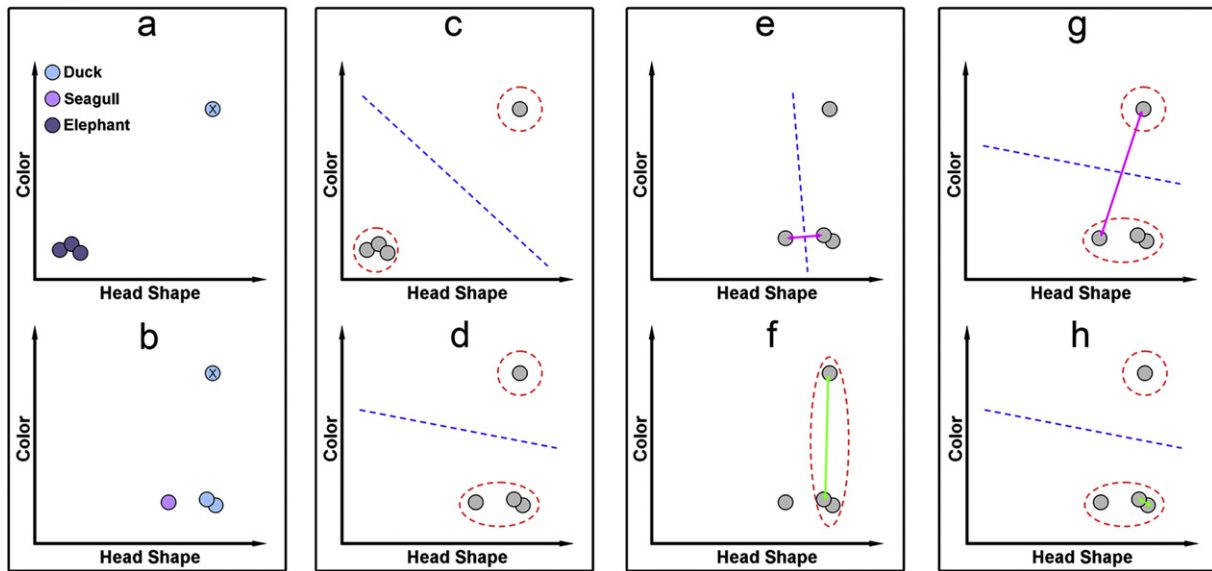 a
Duck
Seagull
Elephant
X
Color
Head Shape
b
X
Color
Head Shape
c
Color
Head Shape
d
Color
Head Shape
e
Color
Head Shape
f
Color
Head Shape
g
Color
Head Shape
h
Color
Head Shape